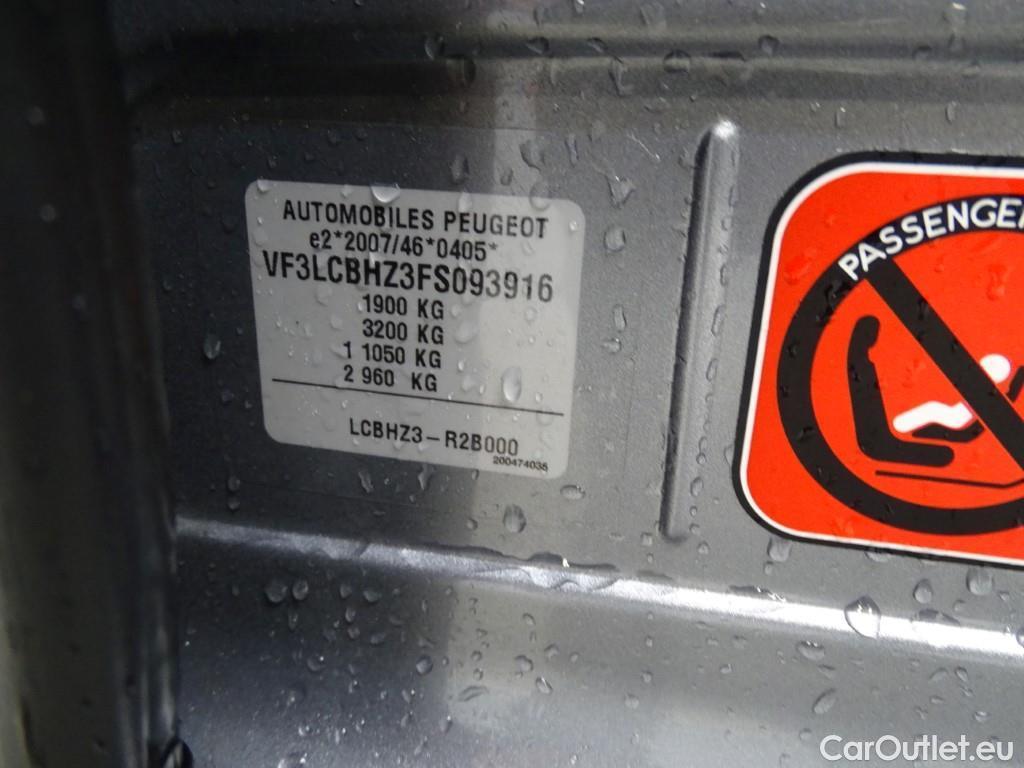 AUTOMOBILES PEUGEOT
e2*2007/46*0405*
VF3LCBHZ3FS093916
1900 KG
3200 KG
1 1050 KG
2 960 KG
LCBHZ3-R2B000
200474035
PASSENGE
CarOutlet.eu